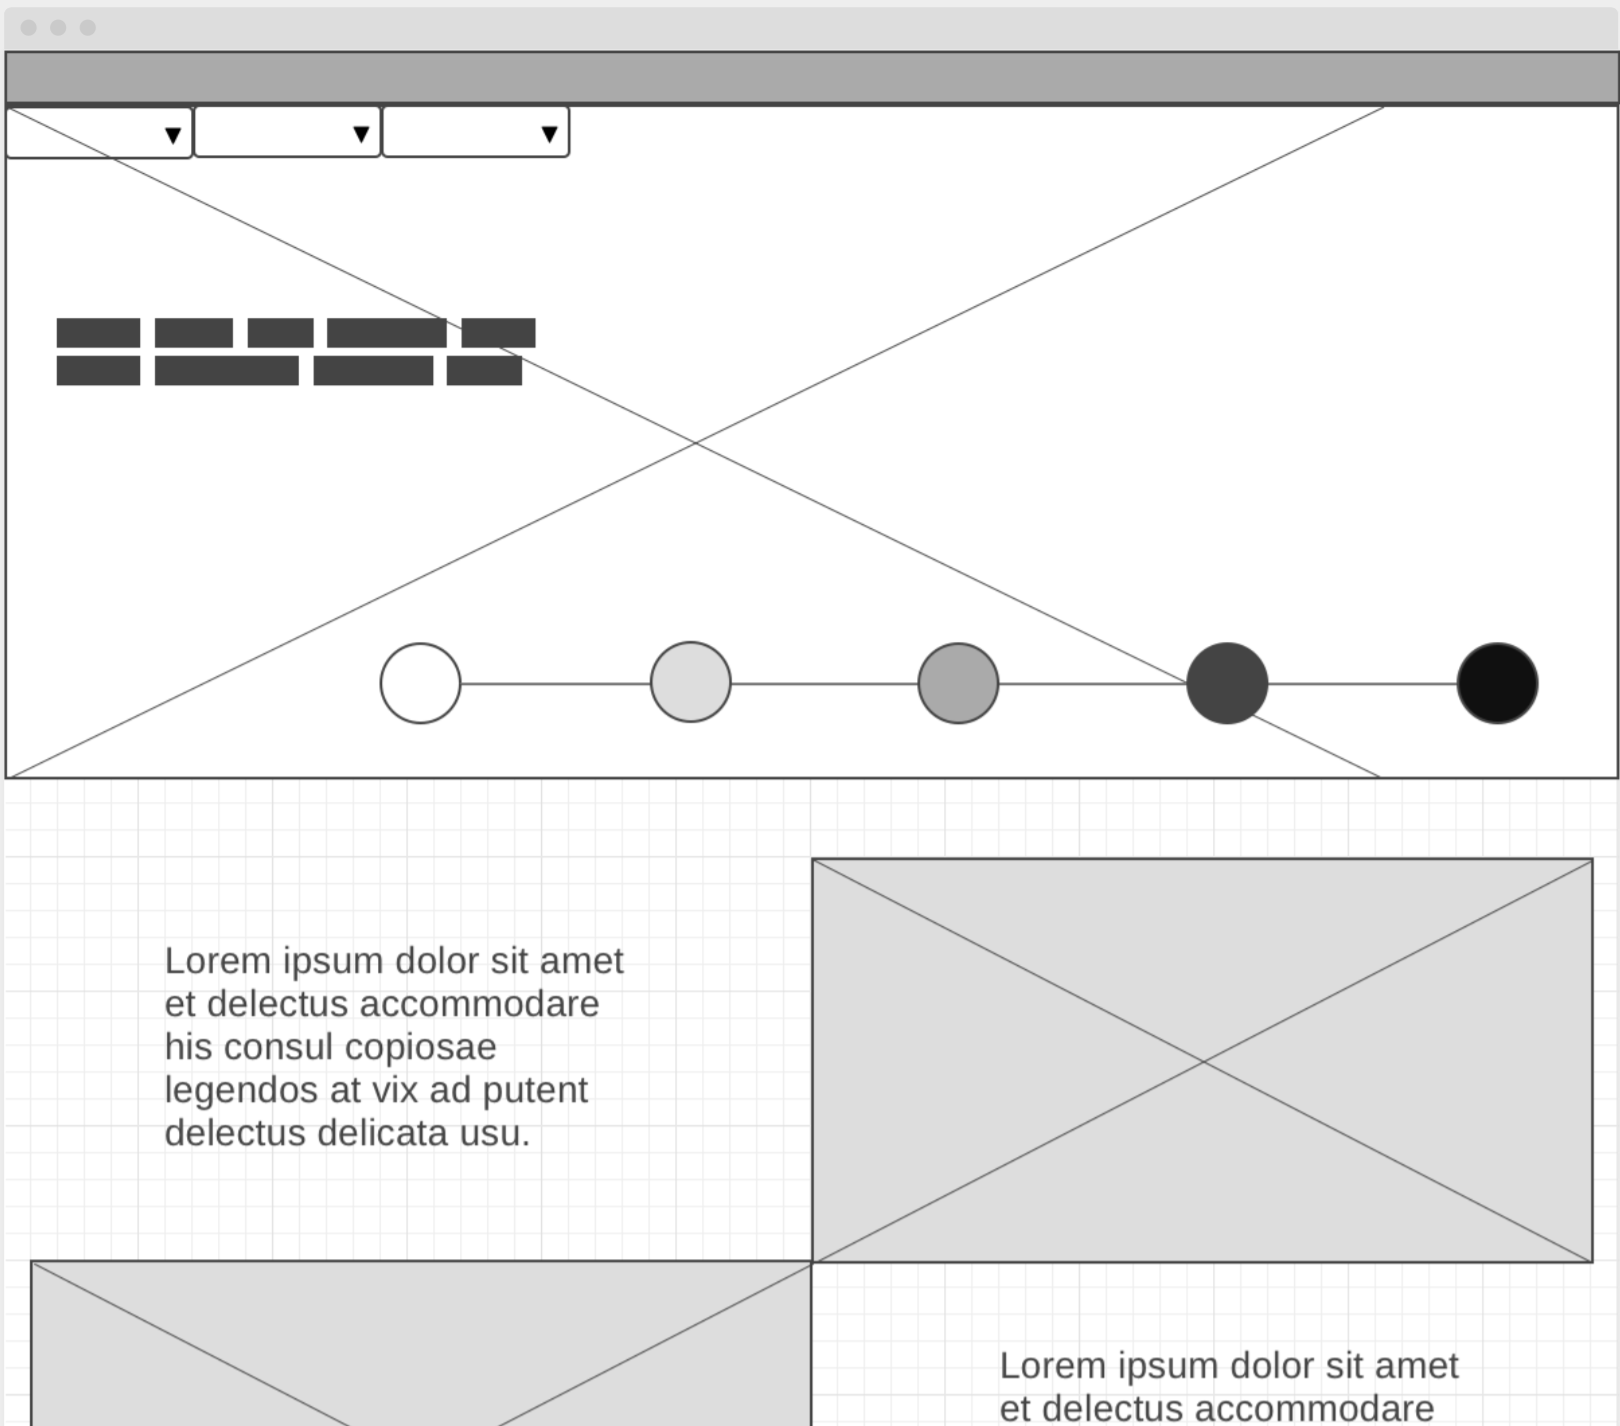 Lorem ipsum dolor sit amet
et delectus accommodare
his consul copiosae
legendos at vix ad putent
delectus delicata usu.
Lorem ipsum dolor sit amet
et delectus accommodare